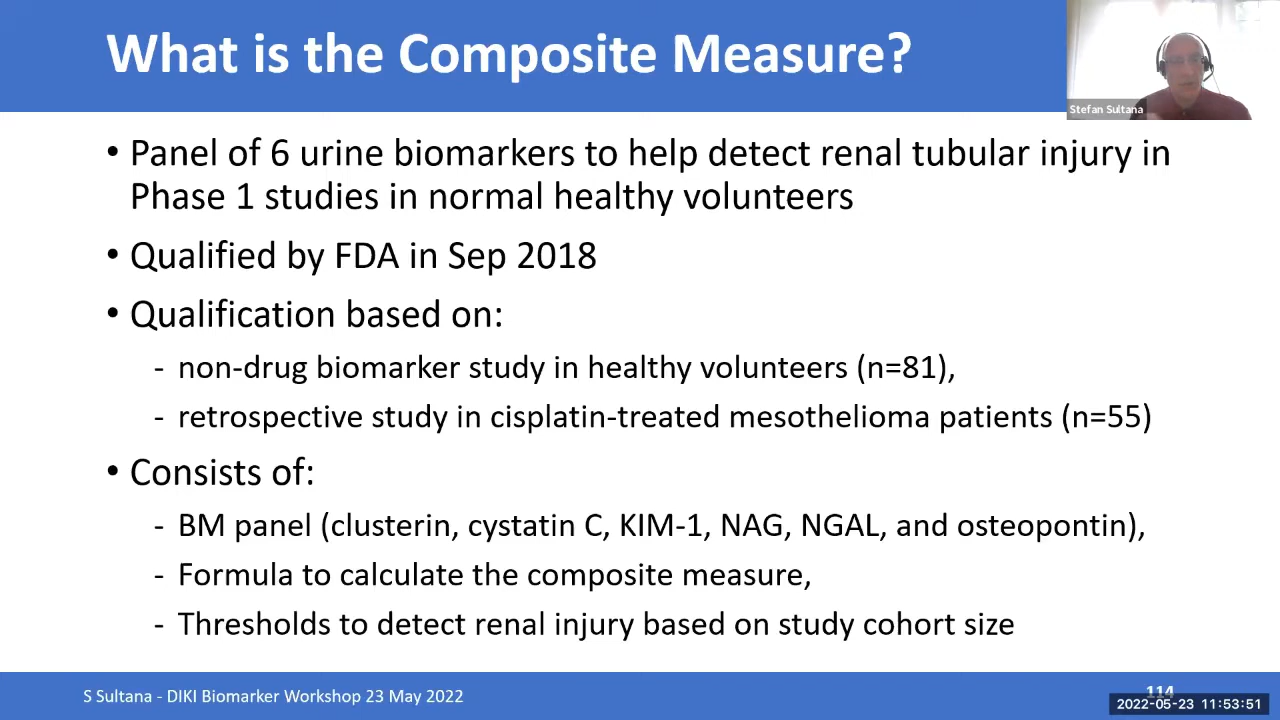 What is the Composite Measure?
Stefan Sultana
• Panel of 6 urine biomarkers to help detect renal tubular injury in
Phase 1 studies in normal healthy volunteers
• Qualified by FDA in Sep 2018
• Qualification based on:
- non-drug biomarker study in healthy volunteers (n=81),
- retrospective study in cisplatin-treated mesothelioma patients (n=55)
• Consists of:
- BM panel (clusterin, cystatin C, KIM-1, NAG, NGAL, and osteopontin),
- Formula to calculate the composite measure,
- Thresholds to detect renal injury based on study cohort size
S Sultana - DIKI Biomarker Workshop 23 May 2022
114
2022-05-23 11:53:51